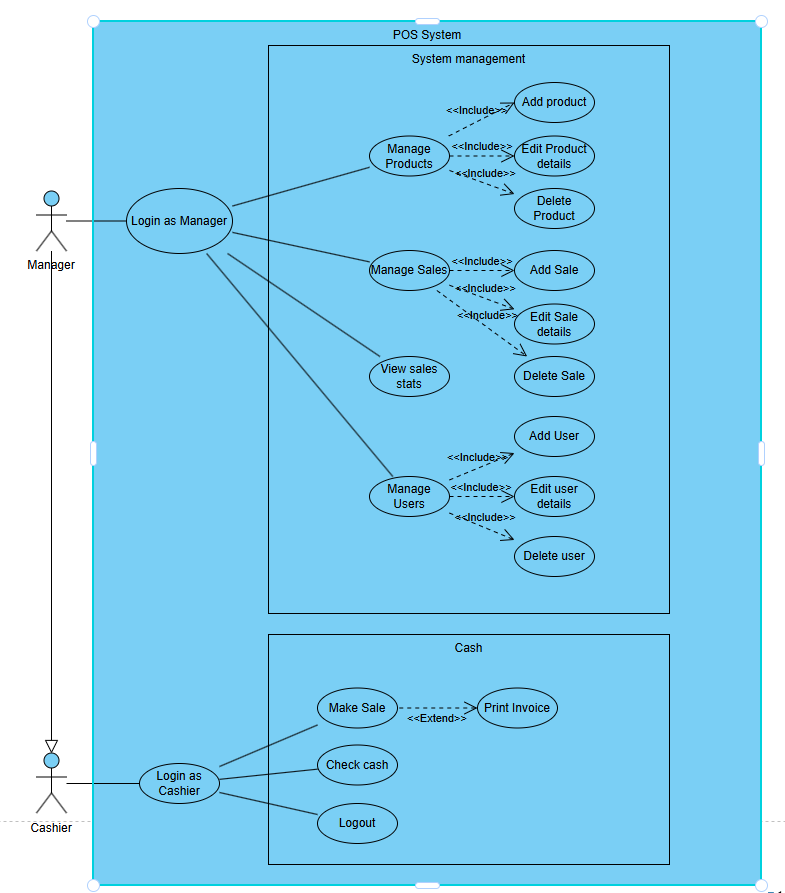 POS System
System management
<<Include>>
Add product
Manage
Products
<<Include>>
Edit Product
details
<<Include>>
Delete
Product
Login as Manager
Manager
Manage Sales
<<Include>>
Add Sale
<<Include>>
Edit Sale
details
<<Include>>
Delete Sale
View sales
stats
Add User
<<Include>>
Manage
Users
<<Include>>
Edit user
details
<<Include>>
Delete user
Cash
Make Sale
<<Extend>>
Print Invoice
Check cash
Login as
Cashier
Cashier
Logout